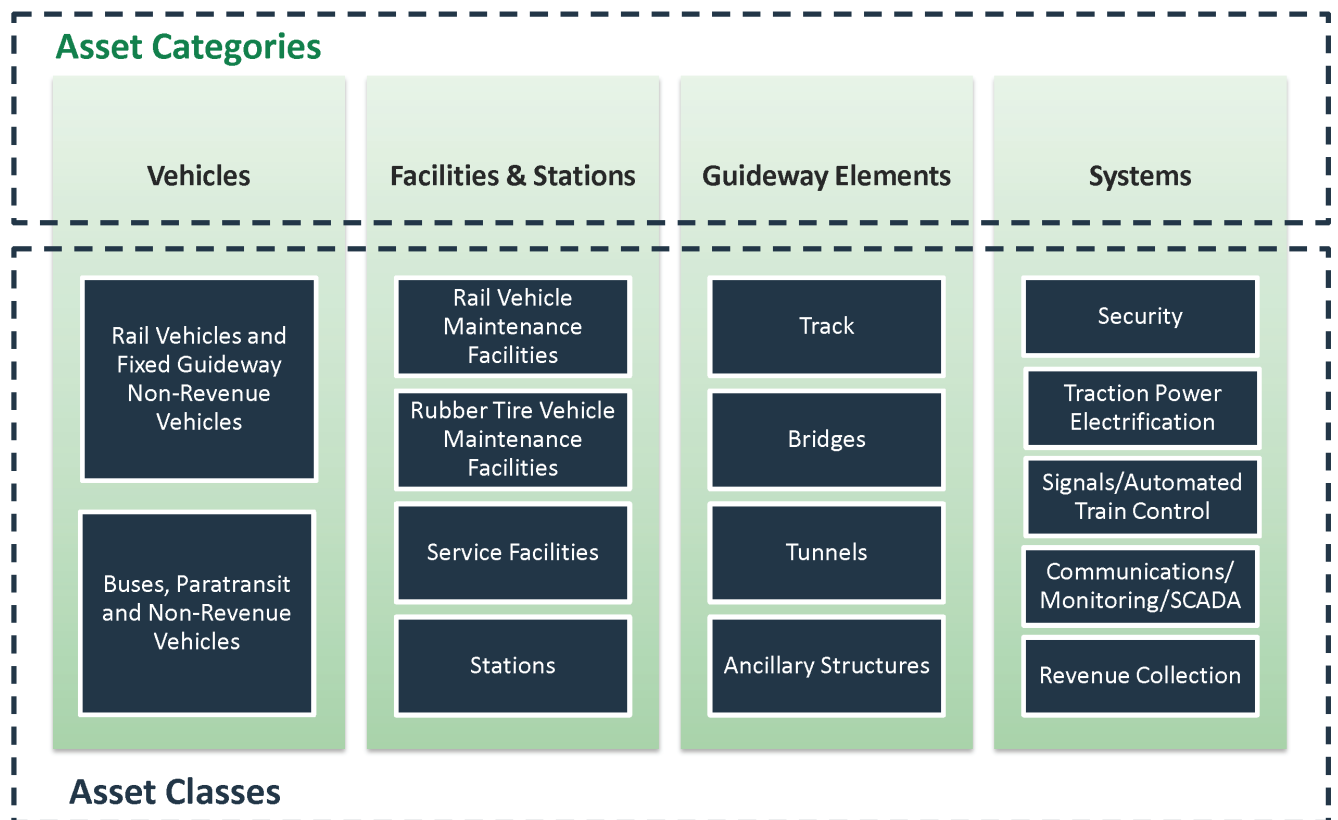 Asset Categories
Vehicles
Facilities & Stations
Guideway Elements
Systems
Rail Vehicles and
Fixed Guideway
Non-Revenue
Vehicles
Buses, Paratransit
and Non-Revenue
Vehicles
Rail Vehicle
Maintenance
Facilities
Rubber Tire Vehicle
Maintenance
Facilities
Service Facilities
Stations
Track
Bridges
Tunnels
Ancillary Structures
Security
Traction Power
Electrification
Signals/Automated
Train Control
Communications/
Monitoring/SCADA
Revenue Collection
Asset Classes